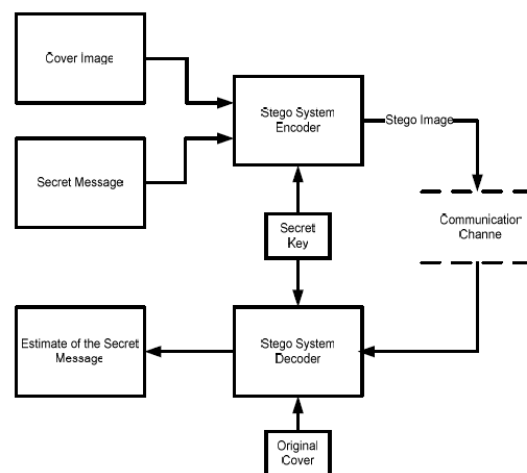 Cover Image
Stego System
Encoder
Stego Image
Secret Message
Secret
Key
Communication
Channe
Estimate of the Secret
Message
Stego System
Decoder
Original
Cover